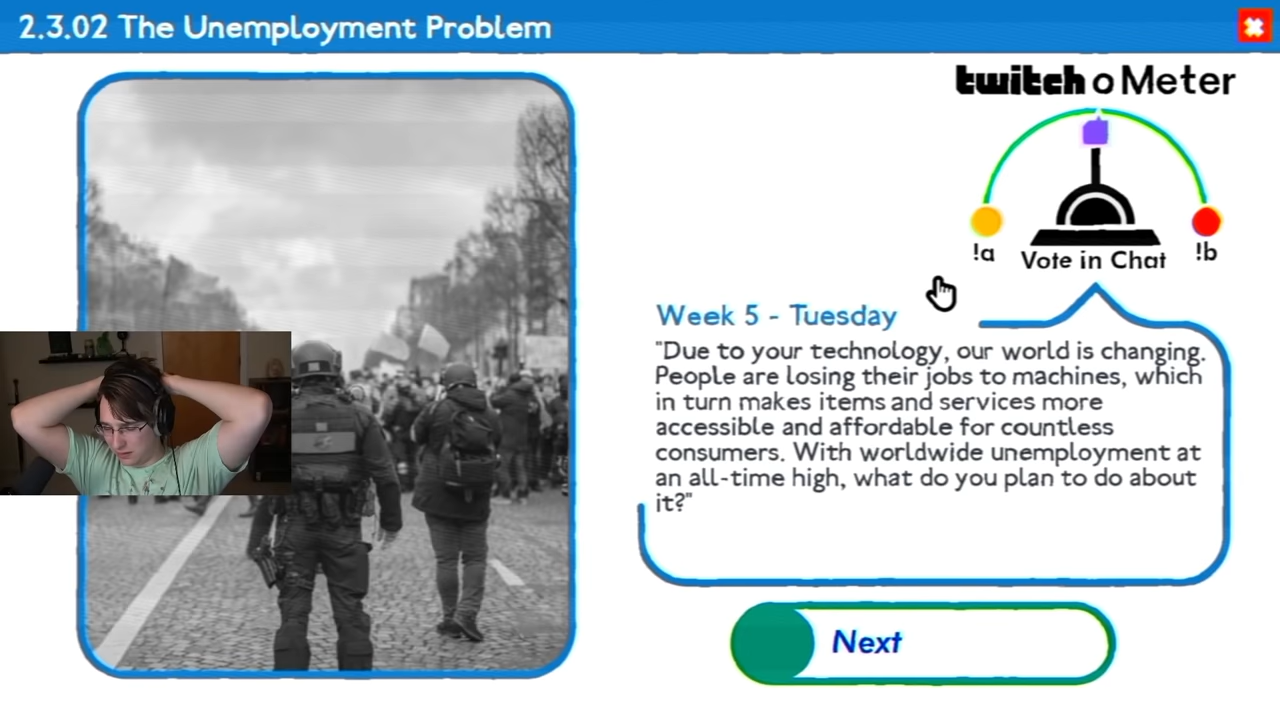 2.3.02 The Unemployment Problem
twitch o Meter
!a
Vote in Chat
!b
Week 5 - Tuesday
"Due to your technology, our world is changing.
People are losing their jobs to machines, which
in turn makes items and services more
accessible and affordable for countless
consumers. With worldwide unemployment at
an all-time high, what do you plan to do about
it?"
Next